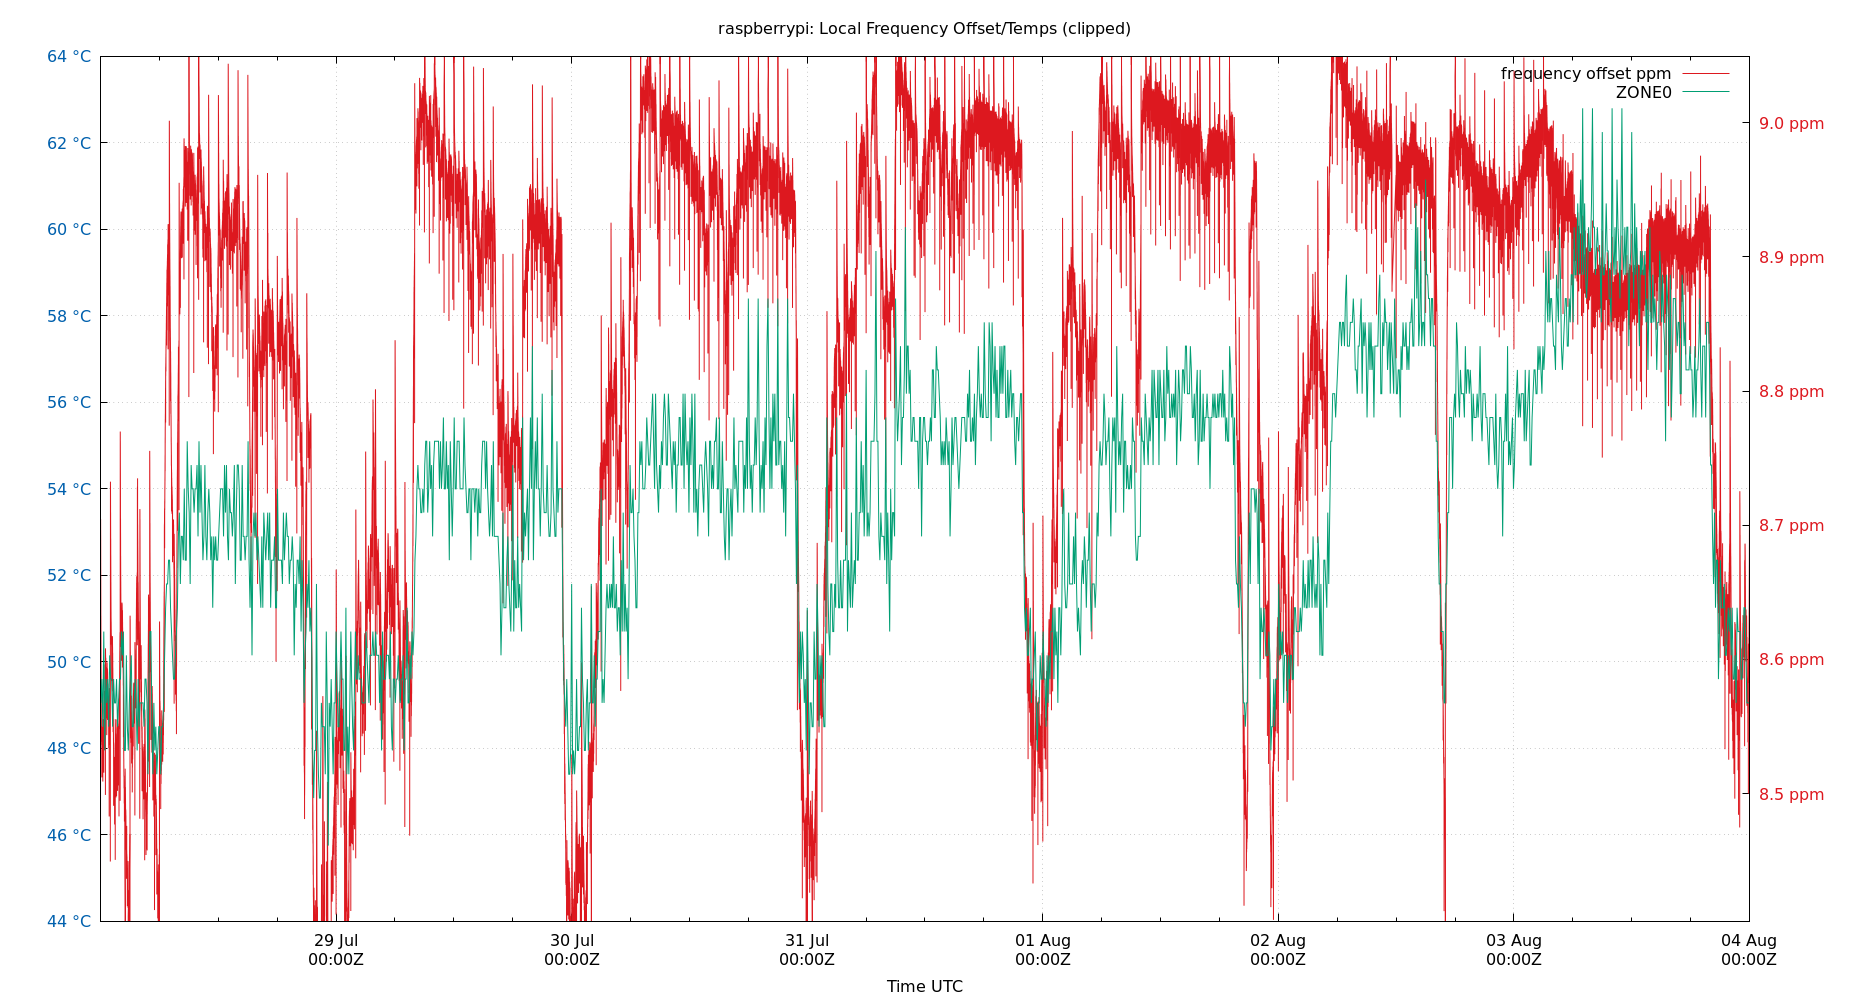 raspberrypi: Local Frequency Offset/Temps (clipped)
64 °C
62 °C
60 °C
58 °C
56 °C
54 °C
52 °C
50 °C
48 °C
46 °C
44 °C
frequency offset ppm
ZONE0
9.0 ppm
8.9 ppm
8.8 ppm
8.7 ppm
8.6 ppm
8.5 ppm
29 Jul
00:00Z
30 Jul
00:00Z
31 Jul
00:00Z
01 Aug
00:00Z
02 Aug
00:00Z
03 Aug
00:00Z
04 Aug
00:00Z
Time UTC